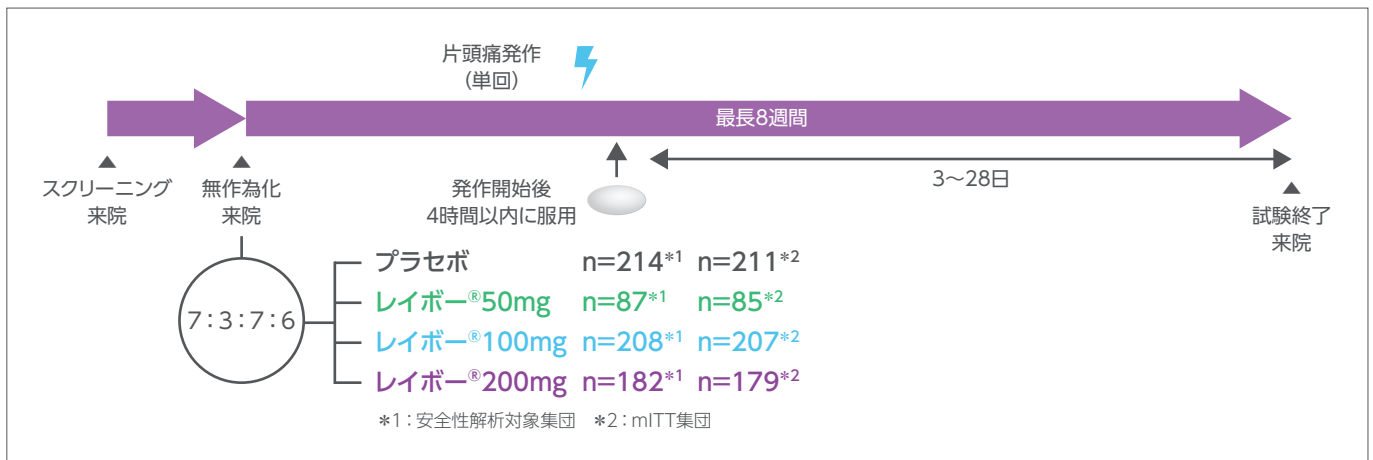 片頭痛発作
(単回)
最長8週間
スクリーニング
来院
無作為化
来院
発作開始後
4時間以内に服用
3〜28日
試験終了
来院
7:3:7:6
プラセボ n=214*1 n=211*2
レイボー®50mg n=87*1 n=85*2
レイボー®100mg n=208*1 n=207*2
レイボー®200mg n=182*1 n=179*2
*1:安全性解析対象集団 *2:mITT集団